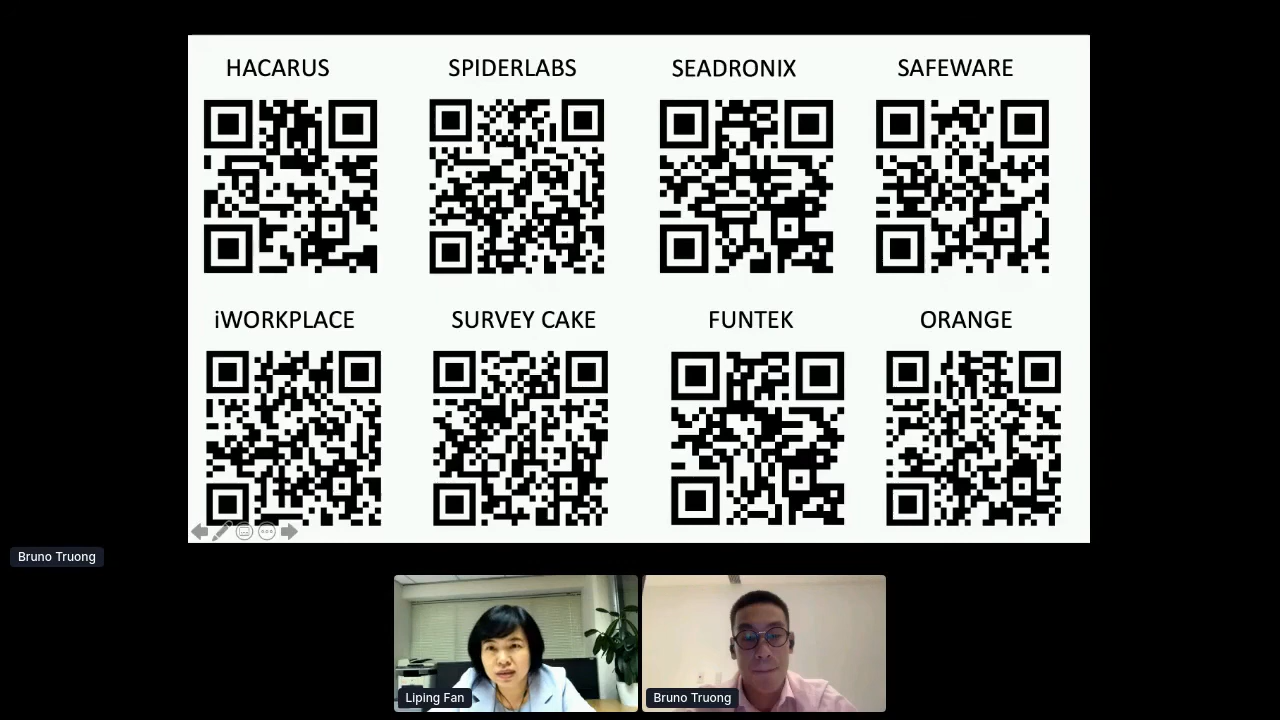 HACARUS
SPIDERLABS
SEADRONIX
SAFEWARE
iWORKPLACE
SURVEY CAKE
FUNTEK
ORANGE
Bruno Truong
Liping Fan
Bruno Truong